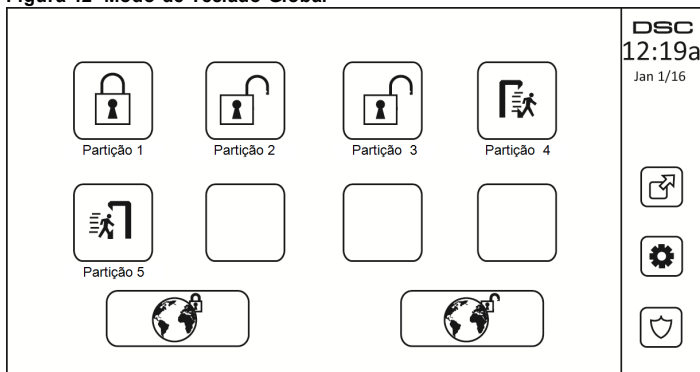 Figura 12 Modo de Teclado Global
DSC
12:19a
Jan 1/16
Partição 1
Partição 2
Partição 3
Partição 4
Partição 5